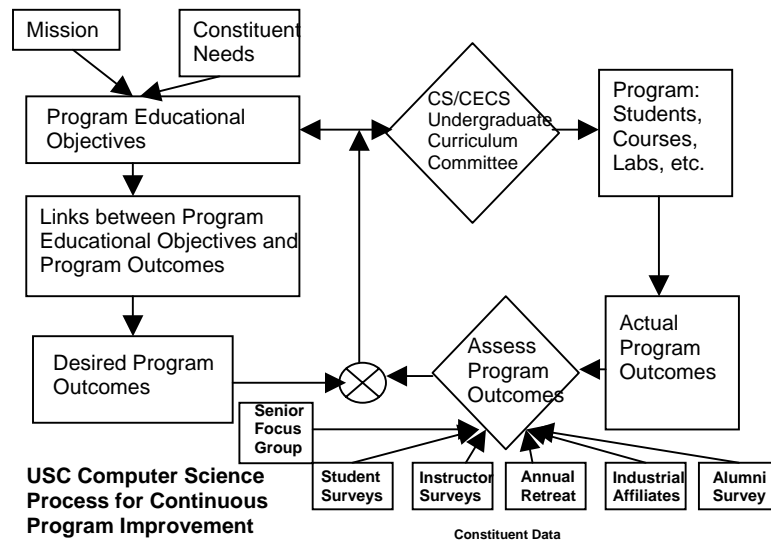 Mission
Constituent
Needs
Program Educational
Objectives
CS/CECS
Undergraduate
Curriculum
Committee
Program:
Students,
Courses,
Labs, etc.
Links between Program
Educational Objectives and
Program Outcomes
Desired Program
Outcomes
Assess
Program
Outcomes
Actual
Program
Outcomes
Senior
Focus
Group
Student
Surveys
Instructor
Surveys
Annual
Retreat
Industrial
Affiliates
Alumni
Survey
USC Computer Science
Process for Continuous
Program Improvement
Constituent Data